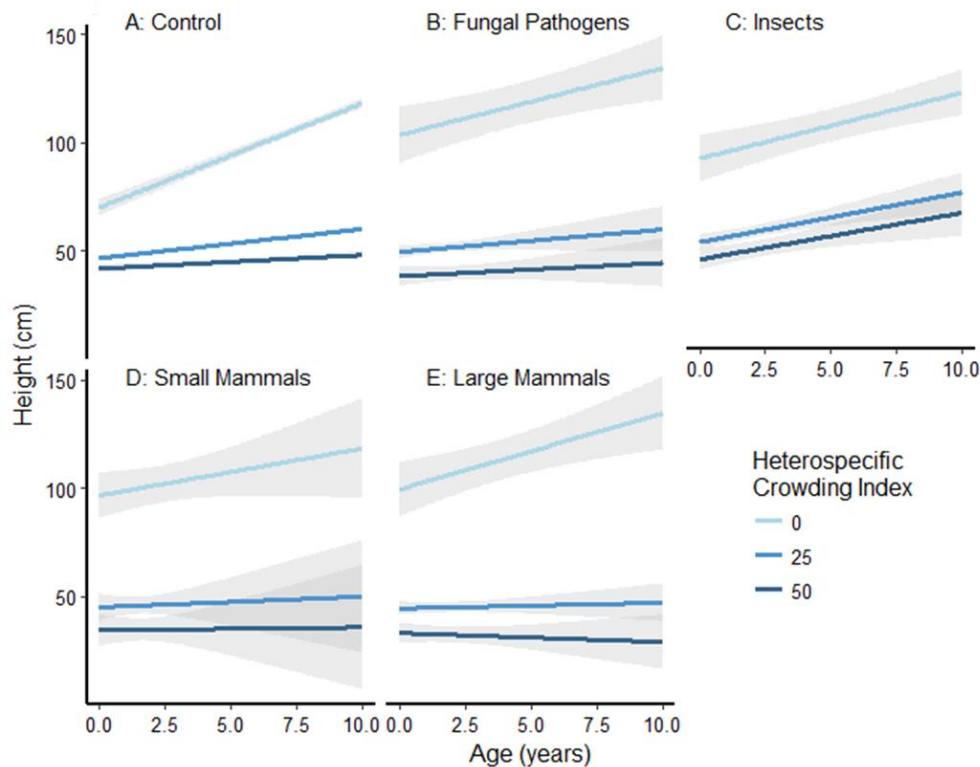 A: Control
B: Fungal Pathogens
C: Insects
150
100
50
0.0 2.5 5.0 7.5 10.0
D: Small Mammals
E: Large Mammals
150
100
50
0.0 2.5 5.0 7.5 10.0
0.0 2.5 5.0 7.5 10.0
Height (cm)
Age (years)
Heterospecific
Crowding Index
0
25
50